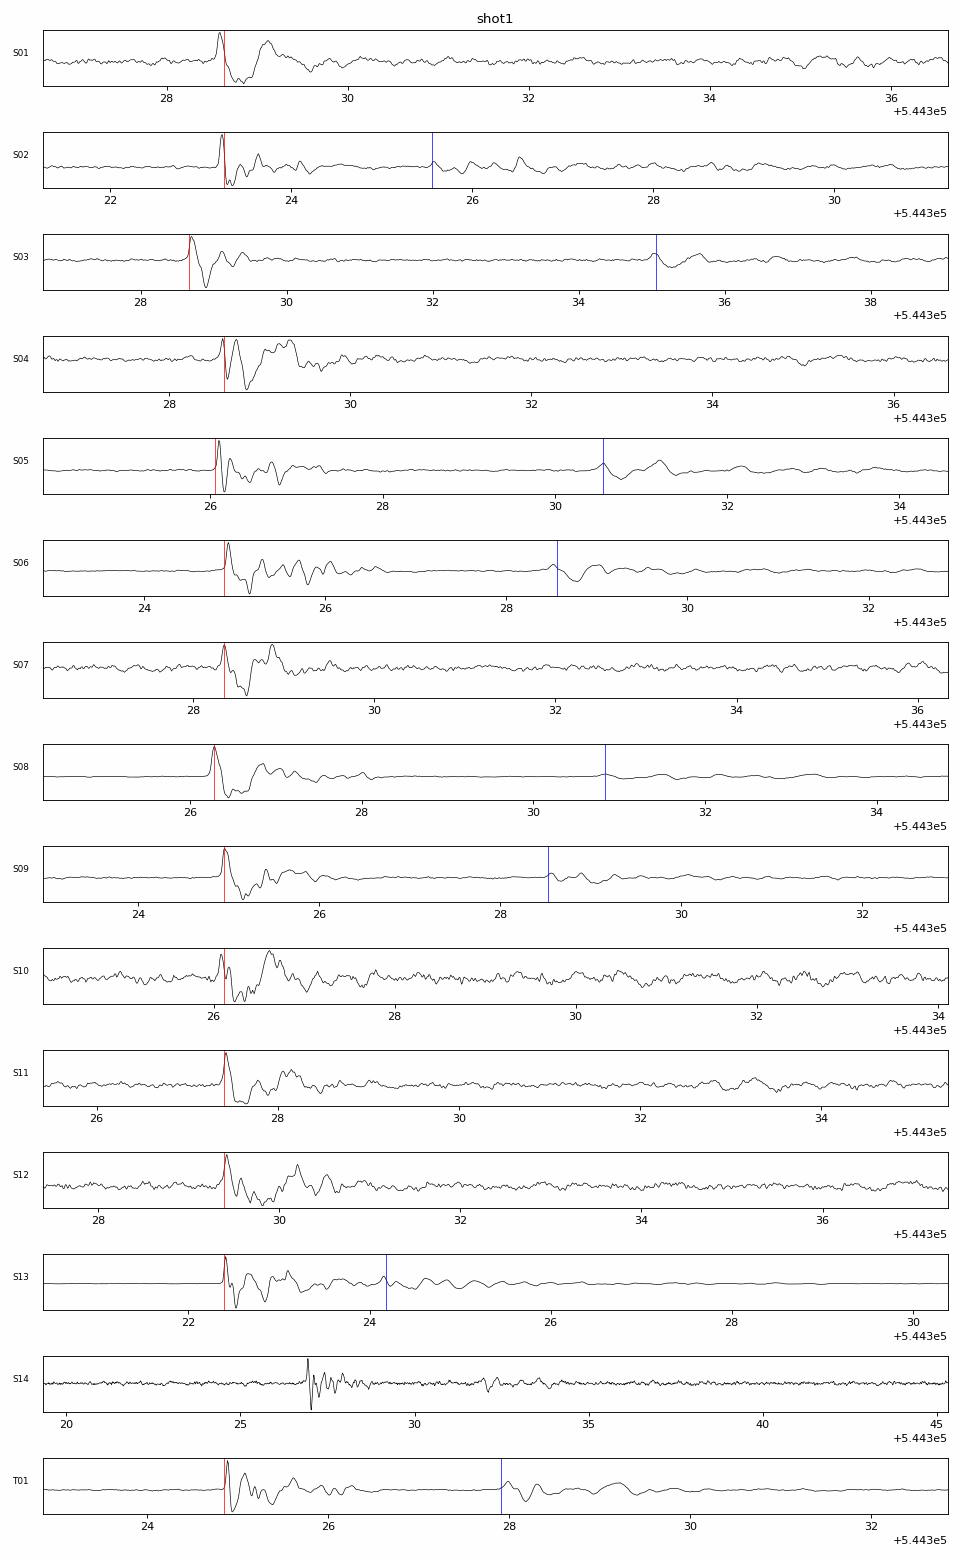 shot1
S01
28 30 32 34 36
+5.443e5
S02
22 24 26 28 30
+5.443e5
S03
28 30 32 34 36 38
+5.443e5
S04
28 30 32 34 36
+5.443e5
S05
26 28 30 32 34
+5.443e5
S06
24 26 28 30 32
+5.443e5
S07
28 30 32 34 36
+5.443e5
S08
26 28 30 32 34
+5.443e5
S09
24 26 28 30 32
+5.443e5
S10
26 28 30 32 34
+5.443e5
S11
26 28 30 32 34
+5.443e5
S12
28 30 32 34 36
+5.443e5
S13
22 24 26 28 30
+5.443e5
S14
20 25 30 35 40 45
+5.443e5
T01
24 26 28 30 32
+5.443e5